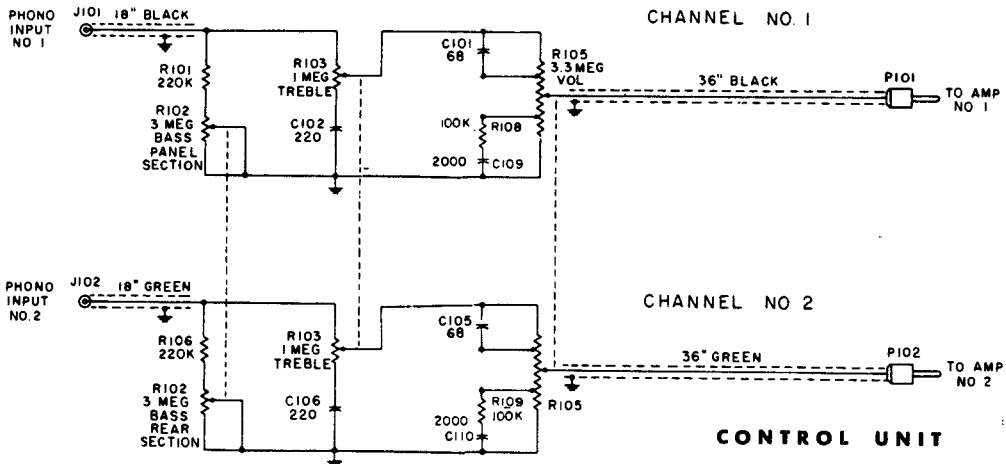 PHONO
INPUT
NO 1
J101
18" BLACK
CHANNEL NO. 1
R101
220K
R102
3 MEG
BASS
PANEL
SECTION
R103
1 MEG
TREBLE
C102
220
C101
68
R105
3.3 MEG
VOL
100K
R108
2000
C109
36" BLACK
P101
TO AMP
NO 1
PHONO
INPUT
NO.2
J102
18" GREEN
CHANNEL NO 2
R106
220K
R102
3 MEG
BASS
REAR
SECTION
R103
1 MEG
TREBLE
C106
220
C105
68
R109
100K
R105
2000
C110
36" GREEN
P102
TO AMP
NO 2
CONTROL UNIT